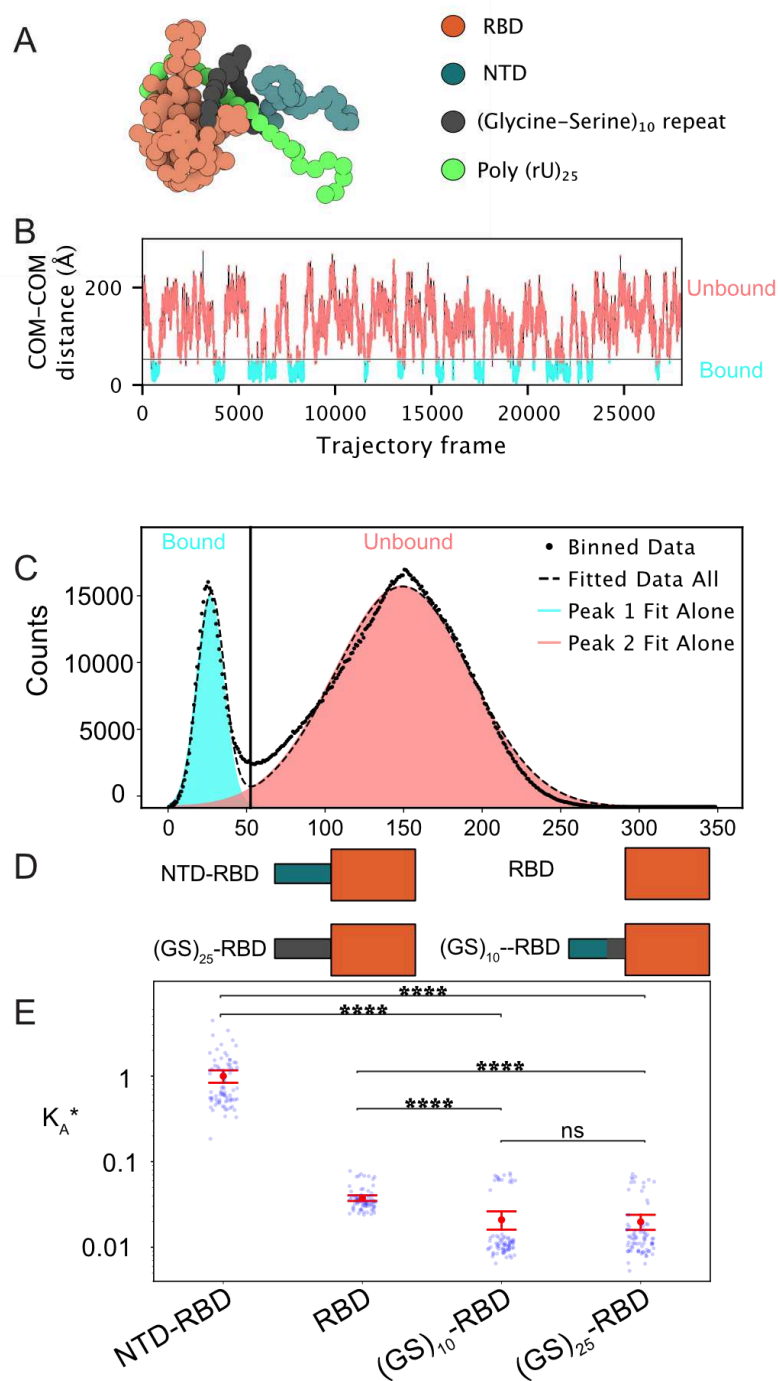 A
RBD
NTD
(Glycine-Serine)₁₀ repeat
Poly (rU)₂₅
B
COM-COM
distance (Å)
200
0
Unbound
Bound
0 5000 10000 15000 20000 25000
Trajectory frame
C
Bound
Unbound
Binned Data
Fitted Data All
Peak 1 Fit Alone
Peak 2 Fit Alone
Counts
15000
10000
5000
0
0 50 100 150 200 250 300 350
D
NTD-RBD
RBD
(GS)₂₅-RBD
(GS)₁₀--RBD
E
****
****
****
****
ns
K_A*
1
0.1
0.01
NTD-RBD
RBD
(GS)₁₀-RBD
(GS)₂₅-RBD